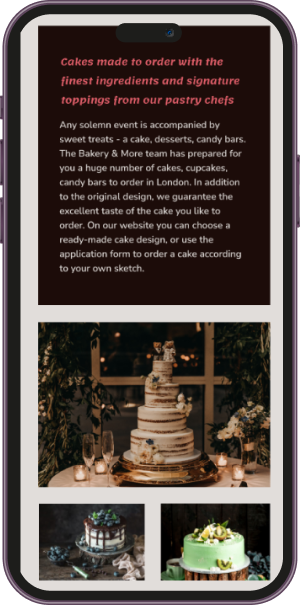 Cakes made to order with the
finest ingredients and signature
toppings from our pastry chefs
Any solemn event is accompanied by
sweet treats - a cake, desserts, candy bars.
The Bakery & More team has prepared for
you a huge number of cakes, cupcakes,
candy bars to order in London. In addition
to the original design, we guarantee the
excellent taste of the cake you like to
order. On our website you can choose a
ready-made cake design, or use the
application form to order a cake according
to your own sketch.